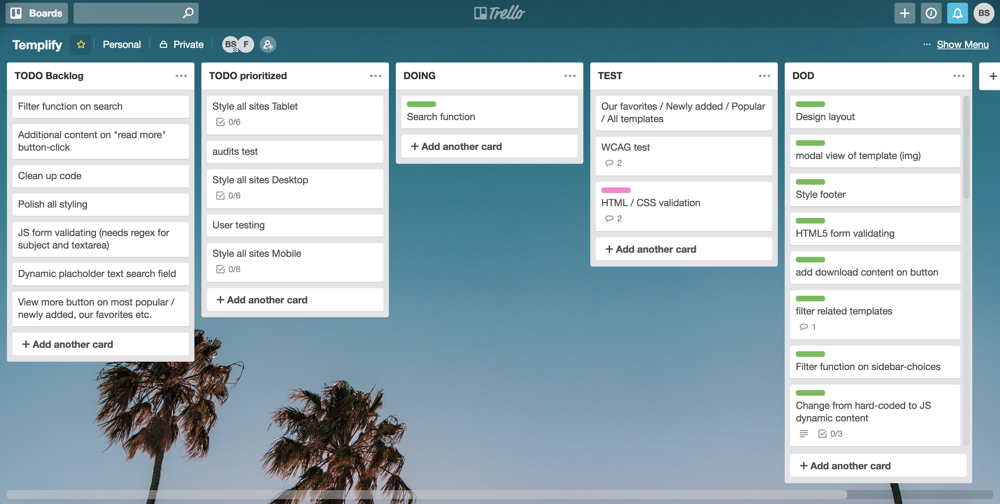 Boards
Trello
BS
Templify
Personal
Private
BS
F
... Show Menu
TODO Backlog
Filter function on search
Additional content on "read more"
button-click
Clean up code
Polish all styling
JS form validating (needs regex for
subject and textarea)
Dynamic placholder text search field
View more button on most popular /
newly added, our favorites etc.
+ Add another card
TODO prioritized
Style all sites Tablet
0/6
audits test
Style all sites Desktop
0/6
User testing
Style all sites Mobile
0/6
+ Add another card
DOING
Search function
+ Add another card
TEST
Our favorites / Newly added / Popular
/ All templates
WCAG test
2
HTML / CSS validation
2
+ Add another card
DOD
Design layout
modal view of template (img)
Style footer
HTML5 form validating
add download content on button
filter related templates
1
Filter function on sidebar-choices
Change from hard-coded to JS
dynamic content
0/3
+ Add another card